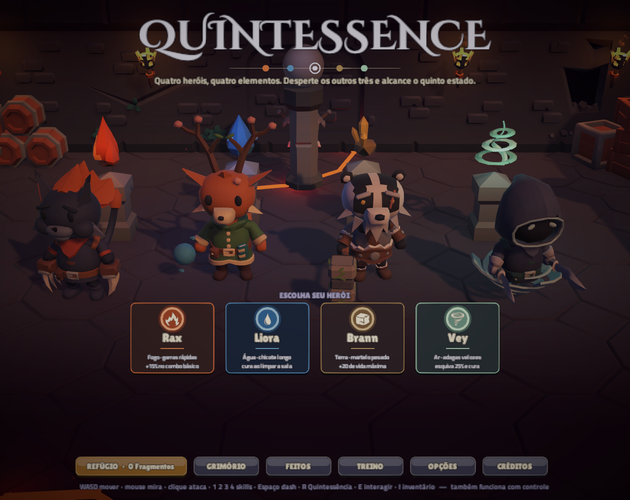 QUINTESSENCE
Quatro heróis, quatro elementos. Desperte os outros três e alcance o quinto estado.
ESCOLHA SEU HERÓI
Rax
Fogo · garras rápidas
+15% no combo básico
Liora
Água · chicote longo
cura ao limpar a sala
Brann
Terra · martelo pesado
+20 de vida máxima
Vey
Ar · adagas velozes
esquiva 25% e cura
REFÚGIO · 0 Fragmentos
GRIMÓRIO
FEITOS
TREINO
OPÇÕES
CRÉDITOS
WASD mover · mouse mira · clique ataca · 1 2 3 4 skills · Espaço dash · R Quintessência · E interagir · I inventário — também funciona com controle